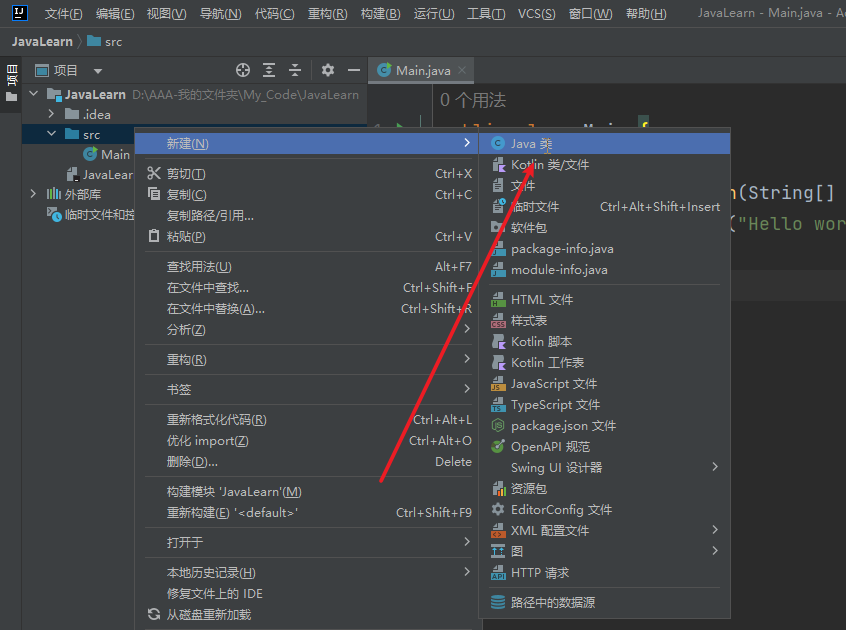 文件(F) 编辑(E) 视图(V) 导航(N) 代码(C) 重构(R) 构建(B) 运行(U) 工具(T) VCS(S) 窗口(W) 帮助(H) JavaLearn - Main.java - A
JavaLearn src
项目
项目
Main.java
JavaLearn D:\AAA-我的文件夹\My_Code\JavaLearn
.idea
src
Main
JavaLear
外部库
临时文件和控
0 个用法
(String[]
("Hello wor
新建(N)
剪切(T) Ctrl+X
复制(C) Ctrl+C
复制路径/引用...
粘贴(P) Ctrl+V
查找用法(U) Alt+F7
在文件中查找... Ctrl+Shift+F
在文件中替换(A)... Ctrl+Shift+R
分析(Z)
重构(R)
书签
重新格式化代码(R) Ctrl+Alt+L
优化 import(Z) Ctrl+Alt+O
删除(D)... Delete
构建模块 'JavaLearn'(M)
重新构建(E) '<default>' Ctrl+Shift+F9
打开于
本地历史记录(H)
修复文件上的 IDE
从磁盘重新加载
Java 类
Kotlin 类/文件
文件
临时文件 Ctrl+Alt+Shift+Insert
软件包
package-info.java
module-info.java
HTML 文件
样式表
Kotlin 脚本
Kotlin 工作表
JavaScript 文件
TypeScript 文件
package.json 文件
OpenAPI 规范
Swing UI 设计器
资源包
EditorConfig 文件
XML 配置文件
图
HTTP 请求
路径中的数据源